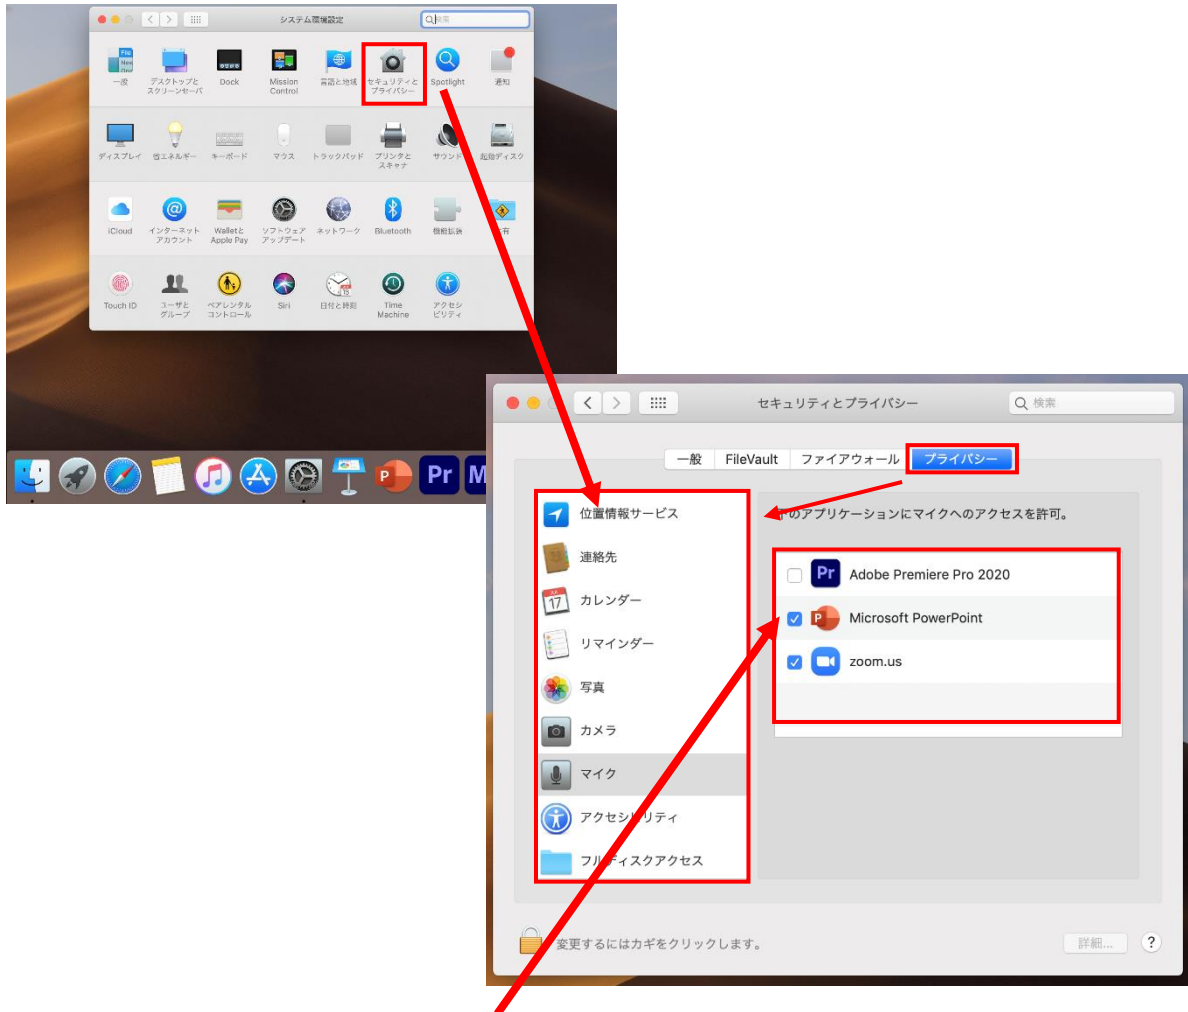 システム環境設定
検索
File
New
一般
デスクトップと
スクリーンセーバ
Dock
Mission
Control
言語と地域
セキュリティと
プライバシー
Spotlight
通知
ディスプレイ
省エネルギー
キーボード
マウス
トラックパッド
プリンタと
スキャナ
サウンド
起動ディスク
iCloud
インターネット
アカウント
Walletと
Apple Pay
ソフトウェア
アップデート
ネットワーク
Bluetooth
機能拡張
共有
Touch ID
ユーザと
グループ
ペアレンタル
コントロール
Siri
日付と時刻
Time
Machine
アクセシ
ビリティ
P
Pr
M
セキュリティとプライバシー
検索
一般
FileVault
ファイアウォール
プライバシー
位置情報サービス
連絡先
17
カレンダー
リマインダー
写真
カメラ
マイク
アクセシビリティ
フルディスクアクセス
下のアプリケーションにマイクへのアクセスを許可。
Pr
Adobe Premiere Pro 2020
P
Microsoft PowerPoint
zoom.us
変更するにはカギをクリックします。
詳細...
?